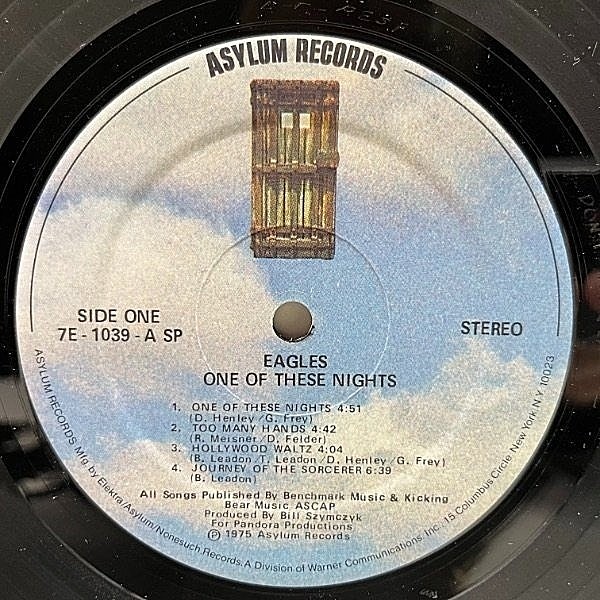 ASYLUM RECORDS
SIDE ONE
7E - 1039 - A SP
STEREO
EAGLES
ONE OF THESE NIGHTS
1. ONE OF THESE NIGHTS 4:51
(D. Henley/G. Frey)
2. TOO MANY HANDS 4:42
(R. Meisner/D. Felder)
3. HOLLYWOOD WALTZ 4:04
(B. Leadon/T. Leadon/D. Henley/G. Frey)
4. JOURNEY OF THE SORCERER 6:39
(B. Leadon)
All Songs Published By Benchmark Music & Kicking
Bear Music ASCAP
Produced By Bill Szymczyk
For Pandora Productions
Ⓟ 1975 Asylum Records
ASYLUM RECORDS Mfg. by Elektra/Asylum/Nonesuch Records. A Division of Warner Communications, Inc. · 15 Columbus Circle, New York N.Y. 10023